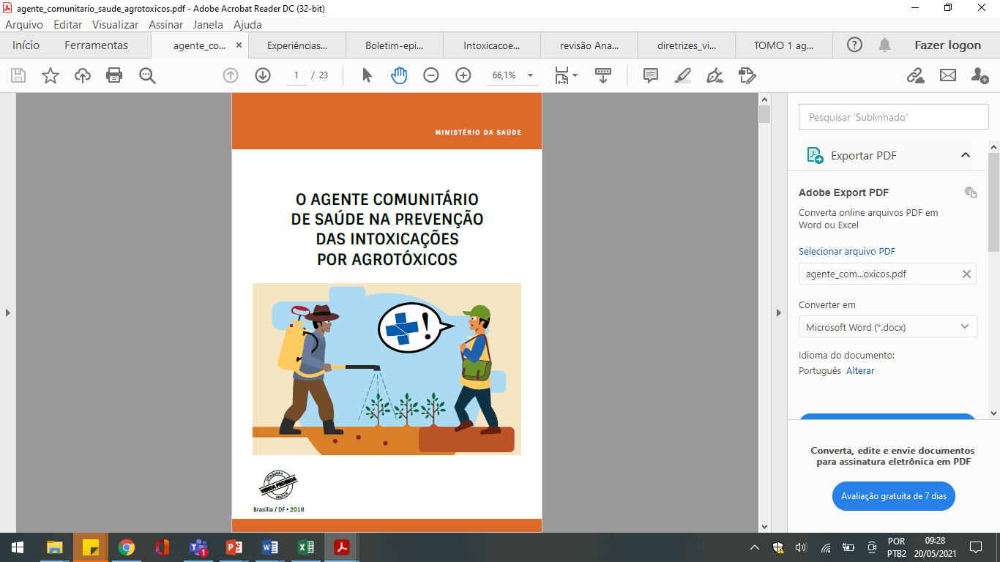 agente_comunitario_saude_agrotoxicos.pdf - Adobe Acrobat Reader DC (32-bit)
Arquivo Editar Visualizar Assinar Janela Ajuda
Início Ferramentas agente_co... × Experiências... Boletim-epi... Intoxicacoe... revisão Ana... diretrizes_vi... TOMO 1 ag... Fazer logon
1 / 23 66,1%
MINISTÉRIO DA SAÚDE
O AGENTE COMUNITÁRIO
DE SAÚDE NA PREVENÇÃO
DAS INTOXICAÇÕES
POR AGROTÓXICOS
!
VENDA PROIBIDA
Brasília / DF • 2018
Pesquisar 'Sublinhado'
Exportar PDF
Adobe Export PDF
Converta online arquivos PDF em
Word ou Excel
Selecionar arquivo PDF
agente_com...oxicos.pdf
Converter em
Microsoft Word (*.docx)
Idioma do documento:
Português Alterar
Converta, edite e envie documentos
para assinatura eletrônica em PDF
Avaliação gratuita de 7 dias
1
POR
PTB2
09:28
20/05/2021